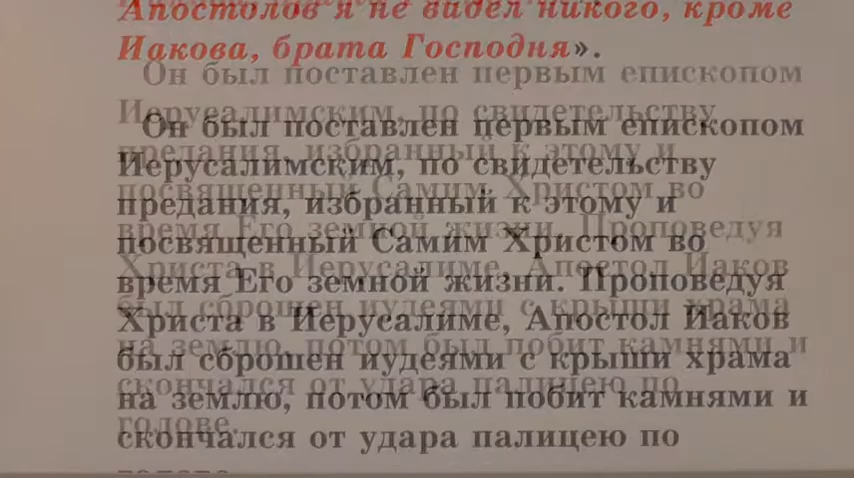 Апостолов я не видел никого, кроме
Иакова, брата Господня».
Он был поставлен первым епископом
Иерусалимским, по свидетельству
предания, избранный к этому и
посвященный Самим Христом во
время Его земной жизни. Проповедуя
Христа в Иерусалиме, Апостол Иаков
был сброшен иудеями с крыши храма
на землю, потом был побит камнями и
скончался от удара палицею по
голове.